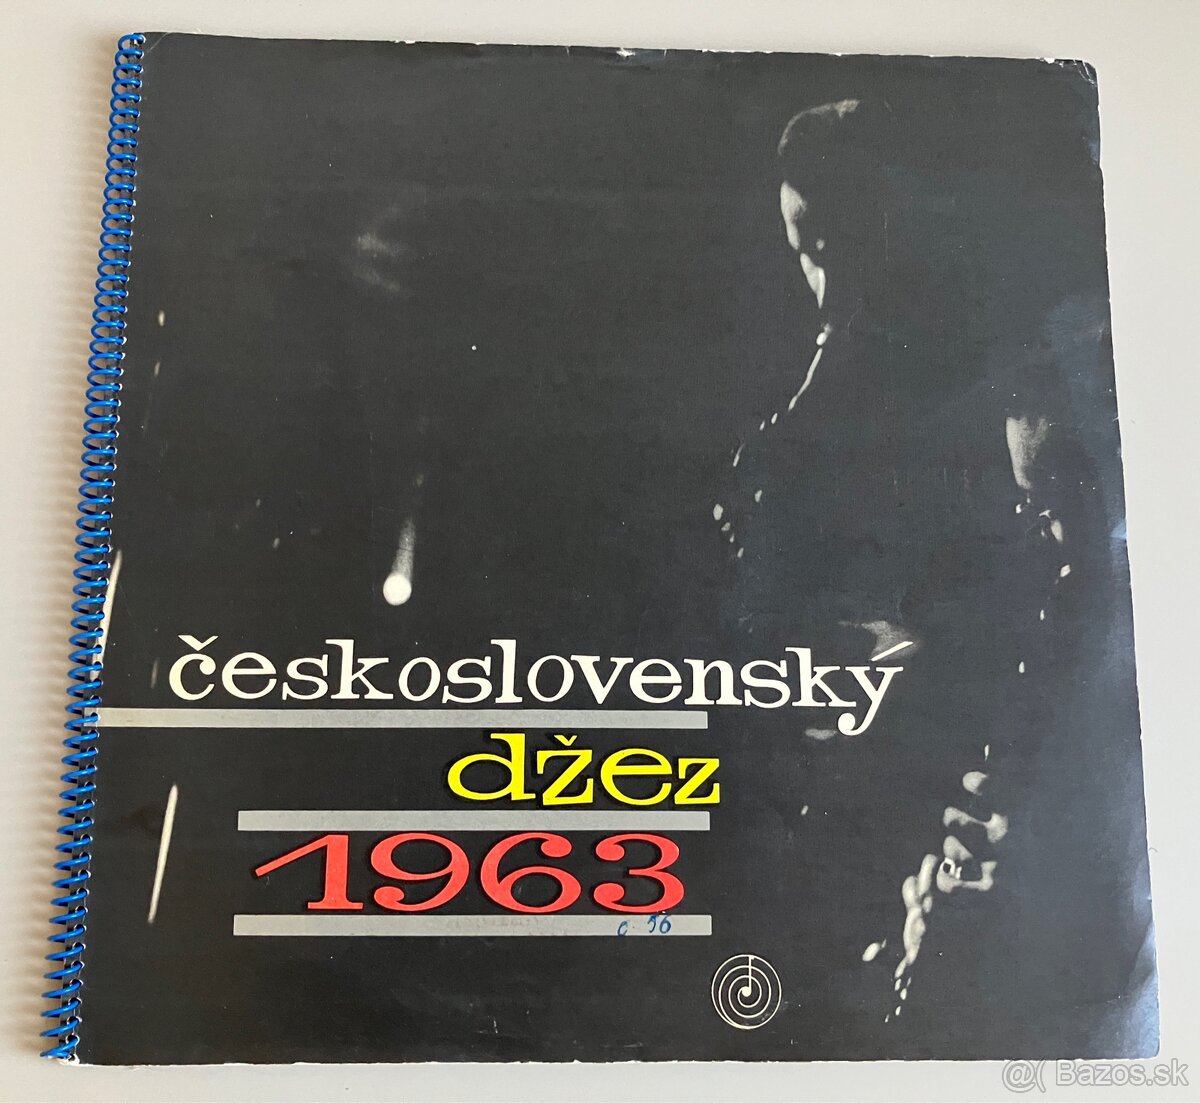 československý
džez
1963
c. 56
@( Bazos.sk